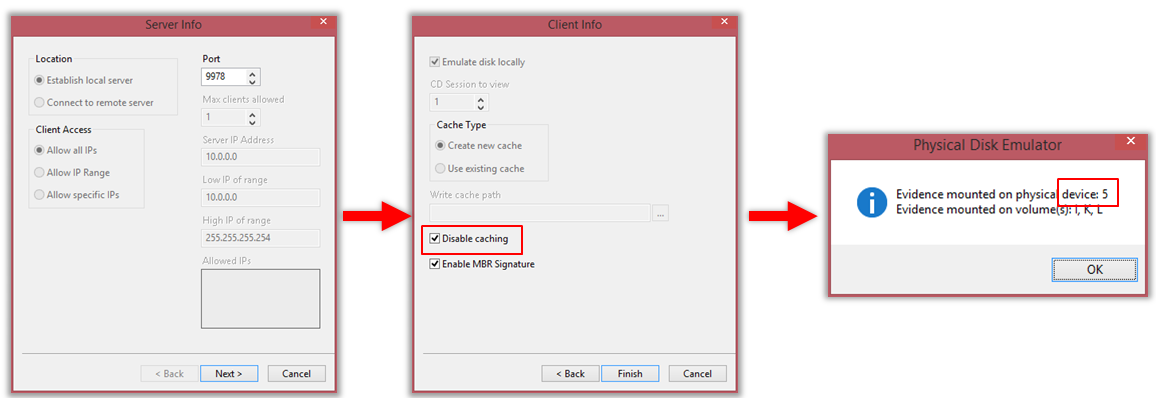 Server Info
Location
Establish local server
Connect to remote server
Client Access
Allow all IPs
Allow IP Range
Allow specific IPs
Port
9978
Max clients allowed
1
Server IP Address
10.0.0.0
Low IP of range
10.0.0.0
High IP of range
255.255.255.254
Allowed IPs
< Back
Next >
Cancel
Client Info
Emulate disk locally
CD Session to view
1
Cache Type
Create new cache
Use existing cache
Write cache path
...
Disable caching
Enable MBR Signature
< Back
Finish
Cancel
Physical Disk Emulator
Evidence mounted on physical device: 5
Evidence mounted on volume(s): I, K, L
OK